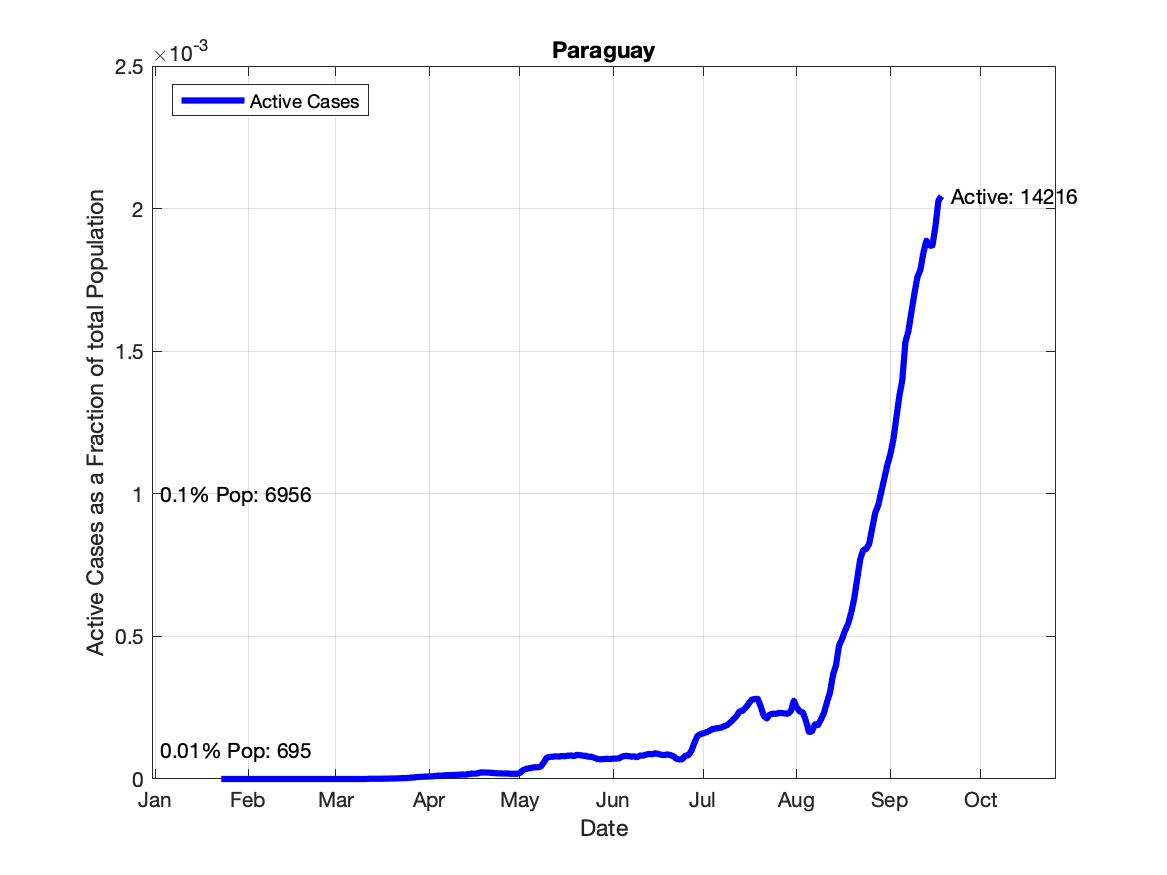 Paraguay
×10-3
2.5
2
1.5
1
0.5
0
Active Cases
Active: 14216
0.1% Pop: 6956
0.01% Pop: 695
Active Cases as a Fraction of total Population
Jan Feb Mar Apr May Jun Jul Aug Sep Oct
Date